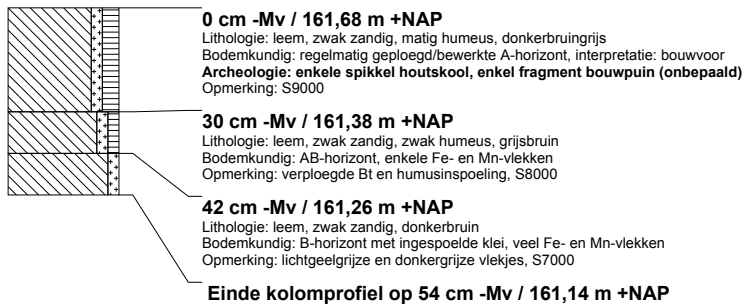 0 cm -Mv / 161,68 m +NAP
Lithologie: leem, zwak zandig, matig humeus, donkerbruingrijs
Bodemkundig: regelmatig geploegd/bewerkte A-horizont, interpretatie: bouwvoor
Archeologie: enkele spikkel houtskool, enkel fragment bouwpuin (onbepaald)
Opmerking: S9000
30 cm -Mv / 161,38 m +NAP
Lithologie: leem, zwak zandig, zwak humeus, grijsbruin
Bodemkundig: AB-horizont, enkele Fe- en Mn-vlekken
Opmerking: verploegde Bt en humusinspoeling, S8000
42 cm -Mv / 161,26 m +NAP
Lithologie: leem, zwak zandig, donkerbruin
Bodemkundig: B-horizont met ingespoelde klei, veel Fe- en Mn-vlekken
Opmerking: lichtgeelgrijze en donkergrijze vlekjes, S7000
Einde kolomprofiel op 54 cm -Mv / 161,14 m +NAP